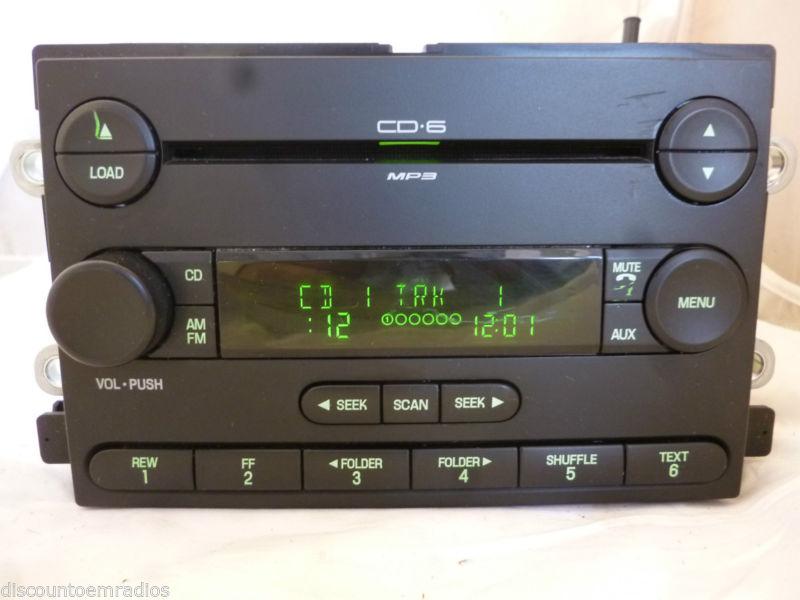 CD•6
LOAD
MP3
CD
MUTE
CD 1 TRK 1
MENU
AM
FM
:12 1 12:01
AUX
VOL•PUSH
SEEK SCAN SEEK
REW FF FOLDER FOLDER SHUFFLE TEXT
1 2 3 4 5 6
discountoemradios